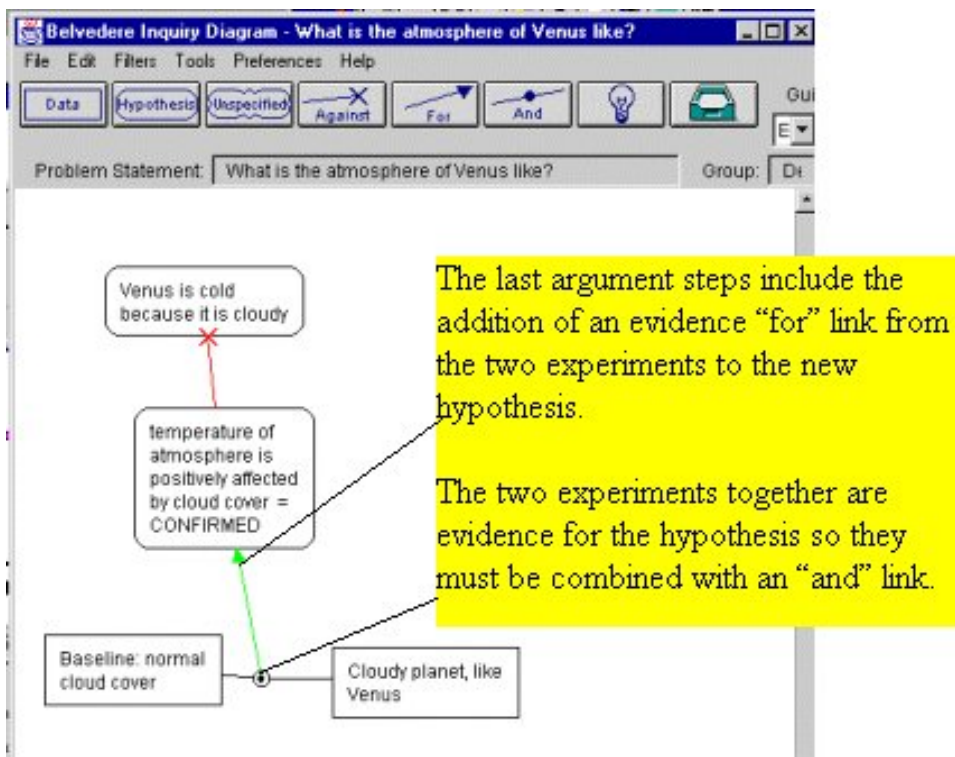 Belvedere Inquiry Diagram - What is the atmosphere of Venus like?
File Edit Filters Tools Preferences Help
Data Hypothesis Unspecified Against For And Gui
E
Problem Statement: What is the atmosphere of Venus like? Group: De
Venus is cold
because it is cloudy
temperature of
atmosphere is
positively affected
by cloud cover =
CONFIRMED
Baseline: normal
cloud cover
Cloudy planet, like
Venus
The last argument steps include the
addition of an evidence “for” link from
the two experiments to the new
hypothesis.
The two experiments together are
evidence for the hypothesis so they
must be combined with an “and” link.